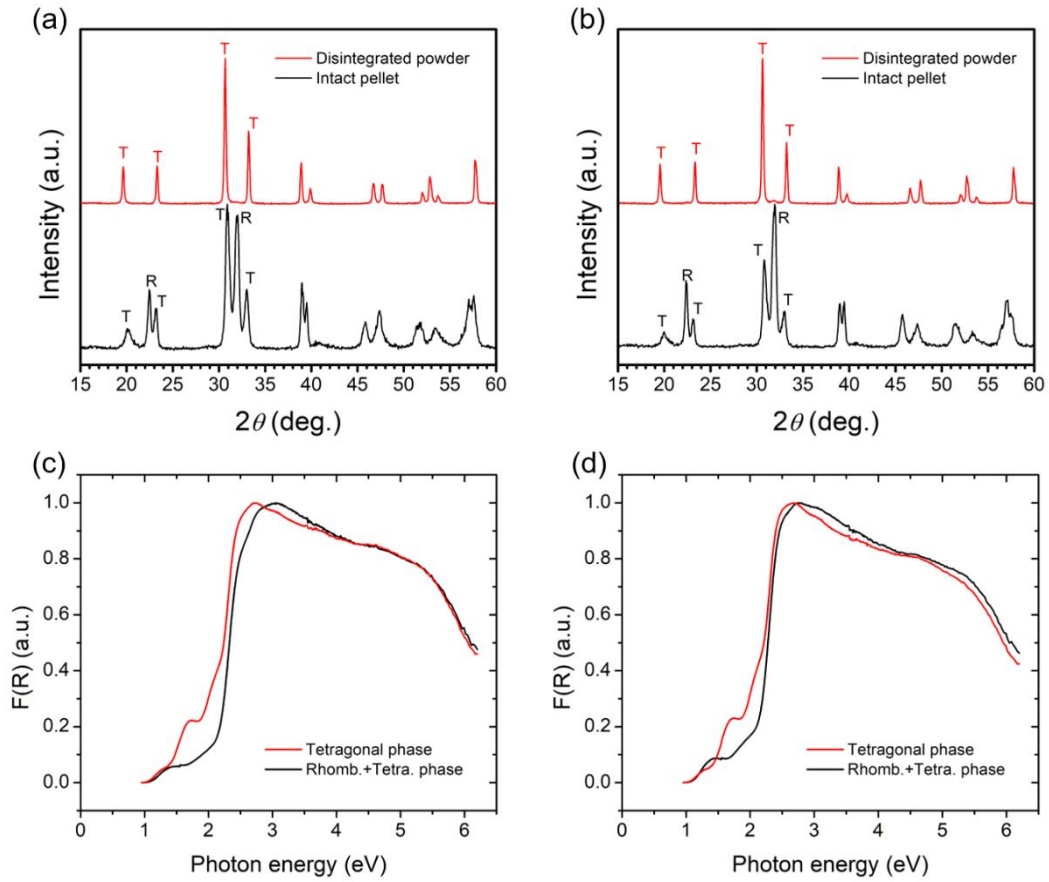 (a)
T
Disintegrated powder
Intact pellet
T
T
T
T
R
R
T
T
T
Intensity (a.u.)
15 20 25 30 35 40 45 50 55 60
2θ (deg.)
(b)
T
Disintegrated powder
Intact pellet
T
T
T
R
T
R
T
T
T
Intensity (a.u.)
15 20 25 30 35 40 45 50 55 60
2θ (deg.)
(c)
1.0
0.8
0.6
0.4
0.2
0.0
F(R) (a.u.)
Tetragonal phase
Rhomb.+Tetra. phase
0 1 2 3 4 5 6
Photon energy (eV)
(d)
1.0
0.8
0.6
0.4
0.2
0.0
F(R) (a.u.)
Tetragonal phase
Rhomb.+Tetra. phase
0 1 2 3 4 5 6
Photon energy (eV)